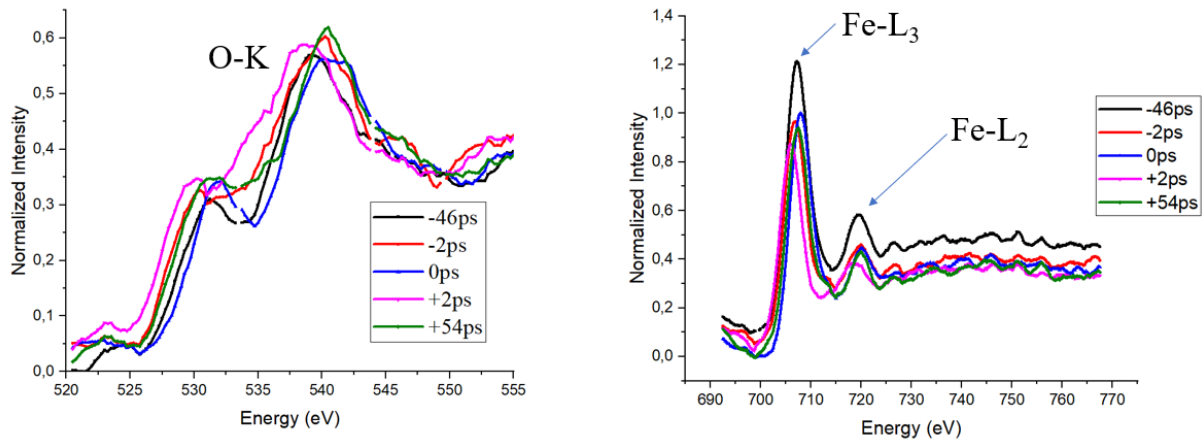 0,6
0,5
0,4
0,3
0,2
0,1
0,0
Normalized Intensity
O-K
-46ps
-2ps
0ps
+2ps
+54ps
520 525 530 535 540 545 550 555
Energy (eV)
1,4
1,2
1,0
0,8
0,6
0,4
0,2
0,0
Normalized Intensity
Fe-L3
Fe-L2
-46ps
-2ps
0ps
+2ps
+54ps
690 700 710 720 730 740 750 760 770
Energy (eV)